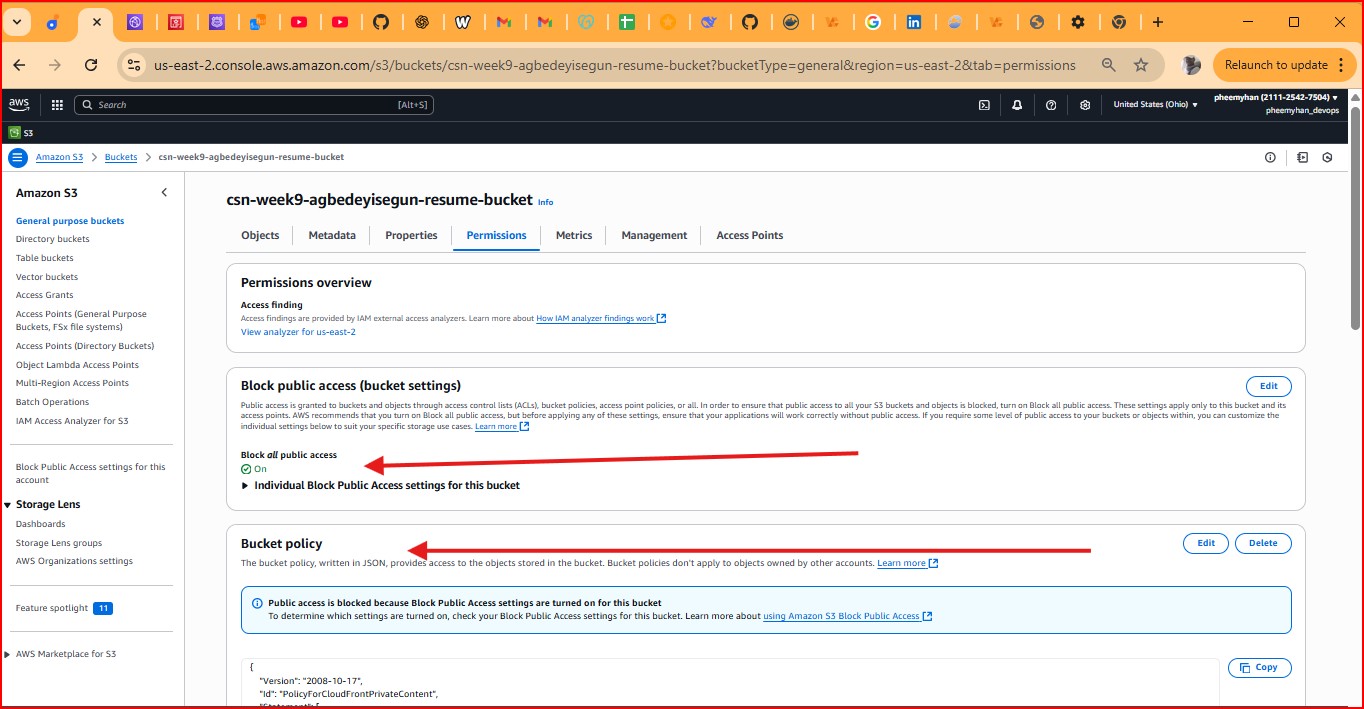 us-east-2.console.aws.amazon.com/s3/buckets/csn-week9-agbedeyisegun-resume-bucket?bucketType=general&region=us-east-2&tab=permissions
Relaunch to update
aws
Search
[Alt+S]
United States (Ohio)
pheemyhan (2111-2542-7504)
pheemyhan_devops
S3
Amazon S3
Buckets
csn-week9-agbedeyisegun-resume-bucket
Amazon S3
General purpose buckets
Directory buckets
Table buckets
Vector buckets
Access Grants
Access Points (General Purpose
Buckets, FSx file systems)
Access Points (Directory Buckets)
Object Lambda Access Points
Multi-Region Access Points
Batch Operations
IAM Access Analyzer for S3
Block Public Access settings for this
account
Storage Lens
Dashboards
Storage Lens groups
AWS Organizations settings
Feature spotlight 11
AWS Marketplace for S3
csn-week9-agbedeyisegun-resume-bucket Info
Objects
Metadata
Properties
Permissions
Metrics
Management
Access Points
Permissions overview
Access finding
Access findings are provided by IAM external access analyzers. Learn more about How IAM analyzer findings work
View analyzer for us-east-2
Block public access (bucket settings)
Edit
Public access is granted to buckets and objects through access control lists (ACLs), bucket policies, access point policies, or all. In order to ensure that public access to all your S3 buckets and objects is blocked, turn on Block all public access. These settings apply only to this bucket and its
access points. AWS recommends that you turn on Block all public access, but before applying any of these settings, ensure that your applications will work correctly without public access. If you require some level of public access to your buckets or objects within, you can customize the
individual settings below to suit your specific storage use cases. Learn more
Block all public access
On
Individual Block Public Access settings for this bucket
Bucket policy
Edit
Delete
The bucket policy, written in JSON, provides access to the objects stored in the bucket. Bucket policies don't apply to objects owned by other accounts. Learn more
Public access is blocked because Block Public Access settings are turned on for this bucket
To determine which settings are turned on, check your Block Public Access settings for this bucket. Learn more about using Amazon S3 Block Public Access
Copy
{
"Version": "2008-10-17",
"Id": "PolicyForCloudFrontPrivateContent",
"Statement": [